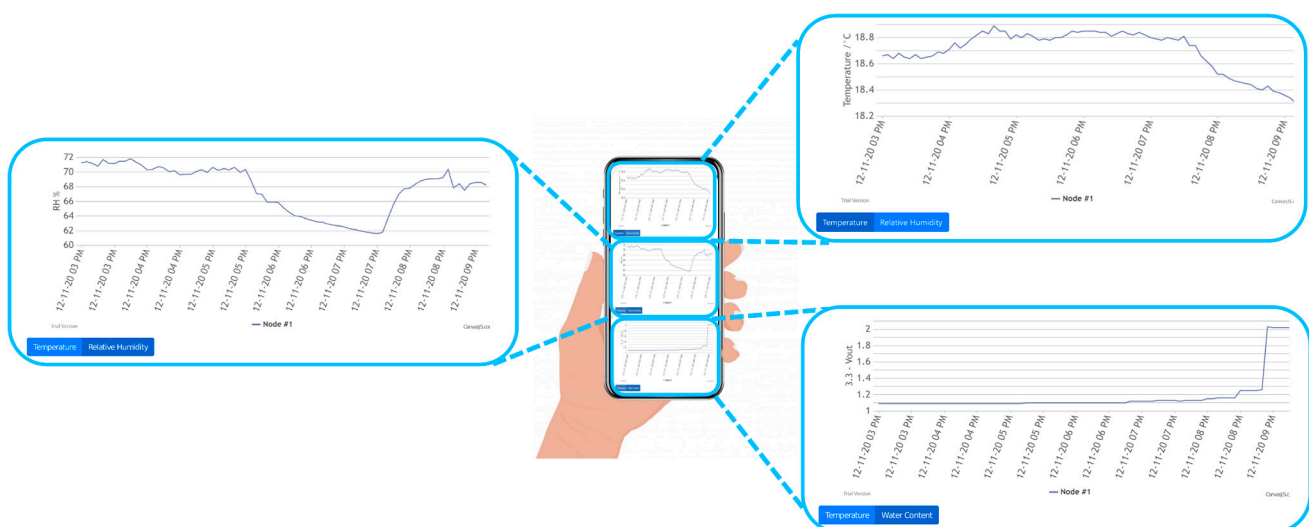 72
70
68
66
64
62
60
RH %
12-11-20 03 PM
12-11-20 03 PM
12-11-20 04 PM
12-11-20 04 PM
12-11-20 05 PM
12-11-20 05 PM
12-11-20 06 PM
12-11-20 06 PM
12-11-20 07 PM
12-11-20 07 PM
12-11-20 08 PM
12-11-20 08 PM
12-11-20 09 PM
Trial Version
Node #1
CanvasJS.co
Temperature Relative Humidity
18.8
18.6
18.4
18.2
Temperature /°C
12-11-20 03 PM
12-11-20 04 PM
12-11-20 05 PM
12-11-20 06 PM
12-11-20 07 PM
12-11-20 08 PM
12-11-20 09 PM
Trial Version
Node #1
CanvasJS.c
Temperature Relative Humidity
2
1.8
1.6
1.4
1.2
1
3.3 - Vout
12-11-20 03 PM
12-11-20 03 PM
12-11-20 04 PM
12-11-20 04 PM
12-11-20 05 PM
12-11-20 05 PM
12-11-20 06 PM
12-11-20 06 PM
12-11-20 07 PM
12-11-20 07 PM
12-11-20 08 PM
12-11-20 08 PM
12-11-20 09 PM
Trial Version
Node #1
CanvasJS.c
Temperature Water Content